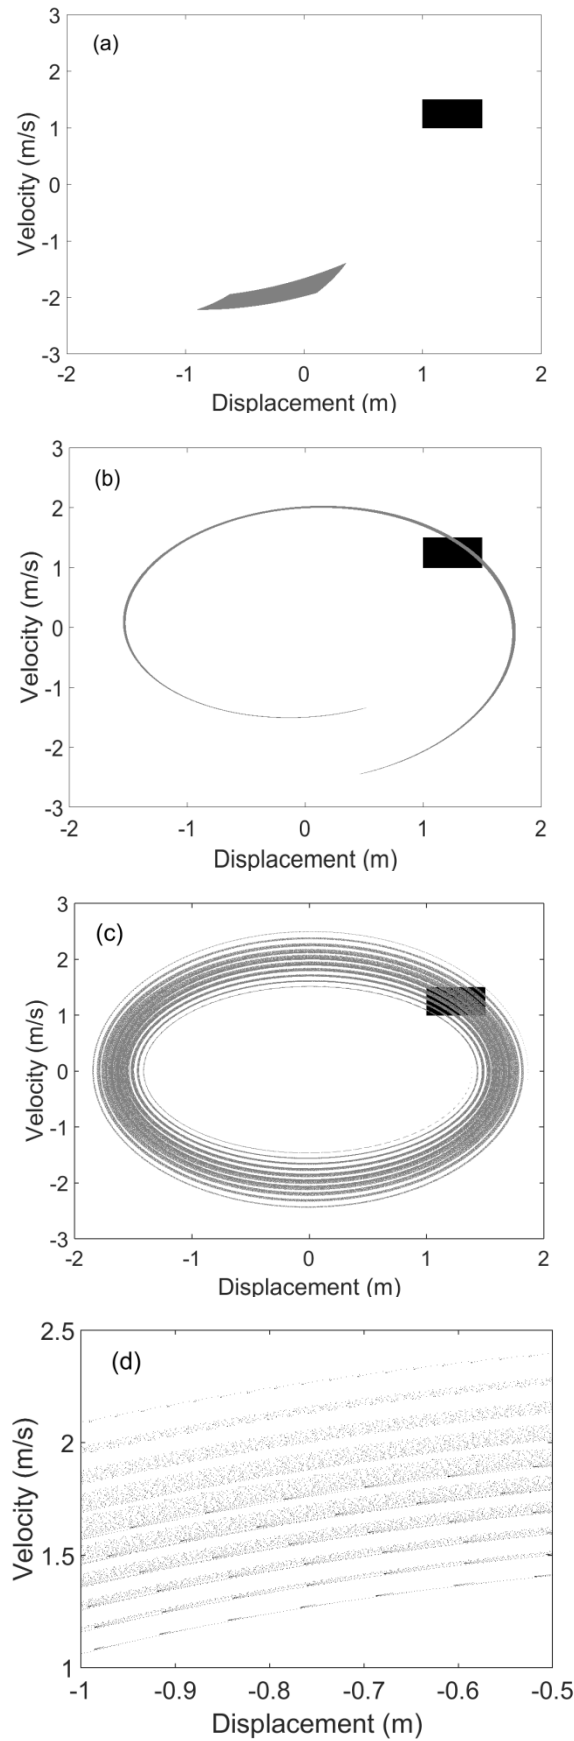 (a)
3
2
1
0
-1
-2
-3
Velocity (m/s)
-2 -1 0 1 2
Displacement (m)
(b)
3
2
1
0
-1
-2
-3
Velocity (m/s)
-2 -1 0 1 2
Displacement (m)
(c)
3
2
1
0
-1
-2
-3
Velocity (m/s)
-2 -1 0 1 2
Displacement (m)
(d)
2.5
2
1.5
1
Velocity (m/s)
-1 -0.9 -0.8 -0.7 -0.6 -0.5
Displacement (m)